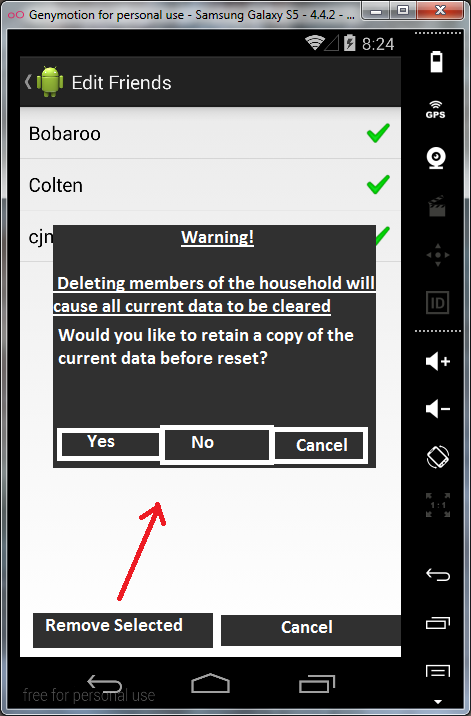 Genymotion for personal use - Samsung Galaxy S5 - 4.4.2 - ...
8:24
Edit Friends
GPS
Bobaroo
Colten
cjn
Warning!
Deleting members of the household will
cause all current data to be cleared
Would you like to retain a copy of the
current data before reset?
Yes
No
Cancel
ID
1:1
Remove Selected
Cancel
free for personal use